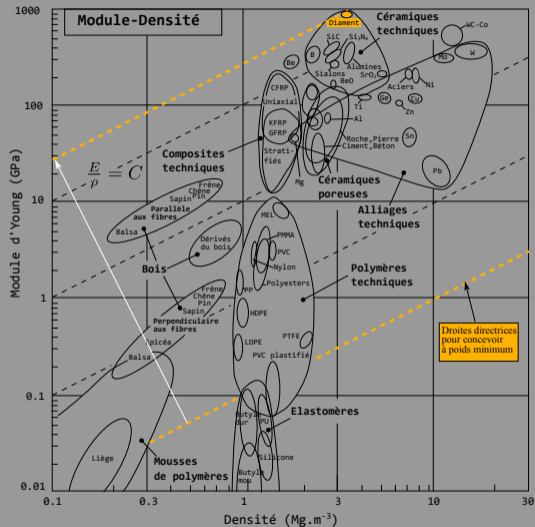 Module-Densité
1000
100
10
1
0.1
0.01
Module d'Young (GPa)
0.1
0.3
1
3
10
30
Densité (Mg.m⁻³)
E/ρ = C
Diamant
Céramiques
techniques
WC-Co
W
Mo
SiC
Si₃N₄
B
Be
Alumines
Sialons
SrO₂
BeO
Aciers
Ni
Ti
Ge
Cu
Zn
Al
Sn
Pb
Mg
CFRP
Uniaxial
KFRP
GFRP
Strati-
fiés
Roche,Pierre
Ciment,Béton
Composites
techniques
Céramiques
poreuses
Alliages
techniques
Frêne
Chêne
Pin
Sapin
Parallèle
aux fibres
Balsa
Dérivés
du bois
Bois
Frêne
Chêne
Pin
Sapin
Perpendiculaire
aux fibres
Epicéa
Balsa
MEL
PMMA
PVC
Nylon
Polyesters
PP
HDPE
LDPE
PTFE
PVC plastifié
Polymères
techniques
Droites directrices
pour concevoir
à poids minimum
Elastomères
Butyle
dur
PU
Silicone
Butyle
mou
Liège
Mousses
de polymères